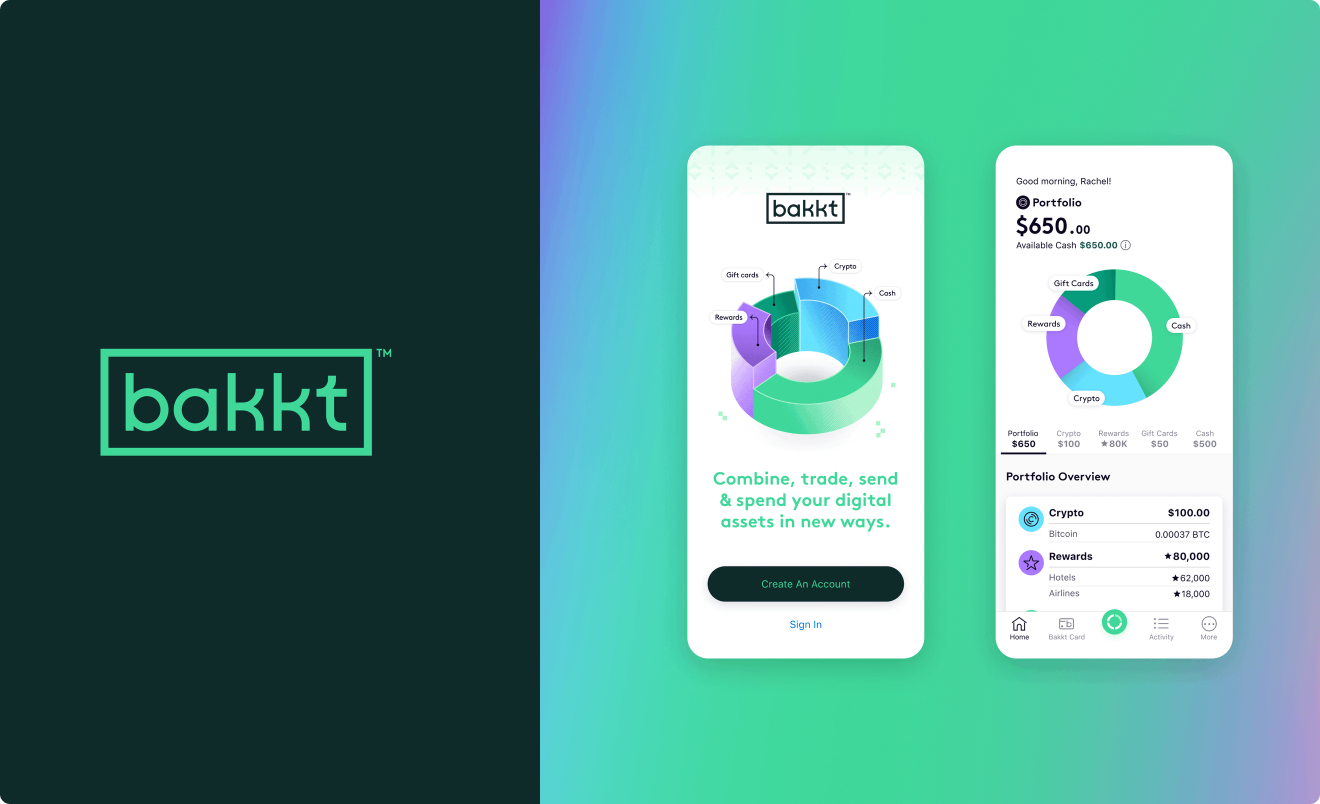 bakkt™
bakkt™
Gift cards
Crypto
Cash
Rewards
Combine, trade, send
& spend your digital
assets in new ways.
Create An Account
Sign In
Good morning, Rachel!
Portfolio
$650.00
Available Cash $650.00
Gift Cards
Rewards
Cash
Crypto
Portfolio Crypto Rewards Gift Cards Cash
$650 $100 ★80K $50 $500
Portfolio Overview
Crypto $100.00
Bitcoin 0.00037 BTC
Rewards ★80,000
Hotels ★62,000
Airlines ★18,000
Home Bakkt Card Activity More